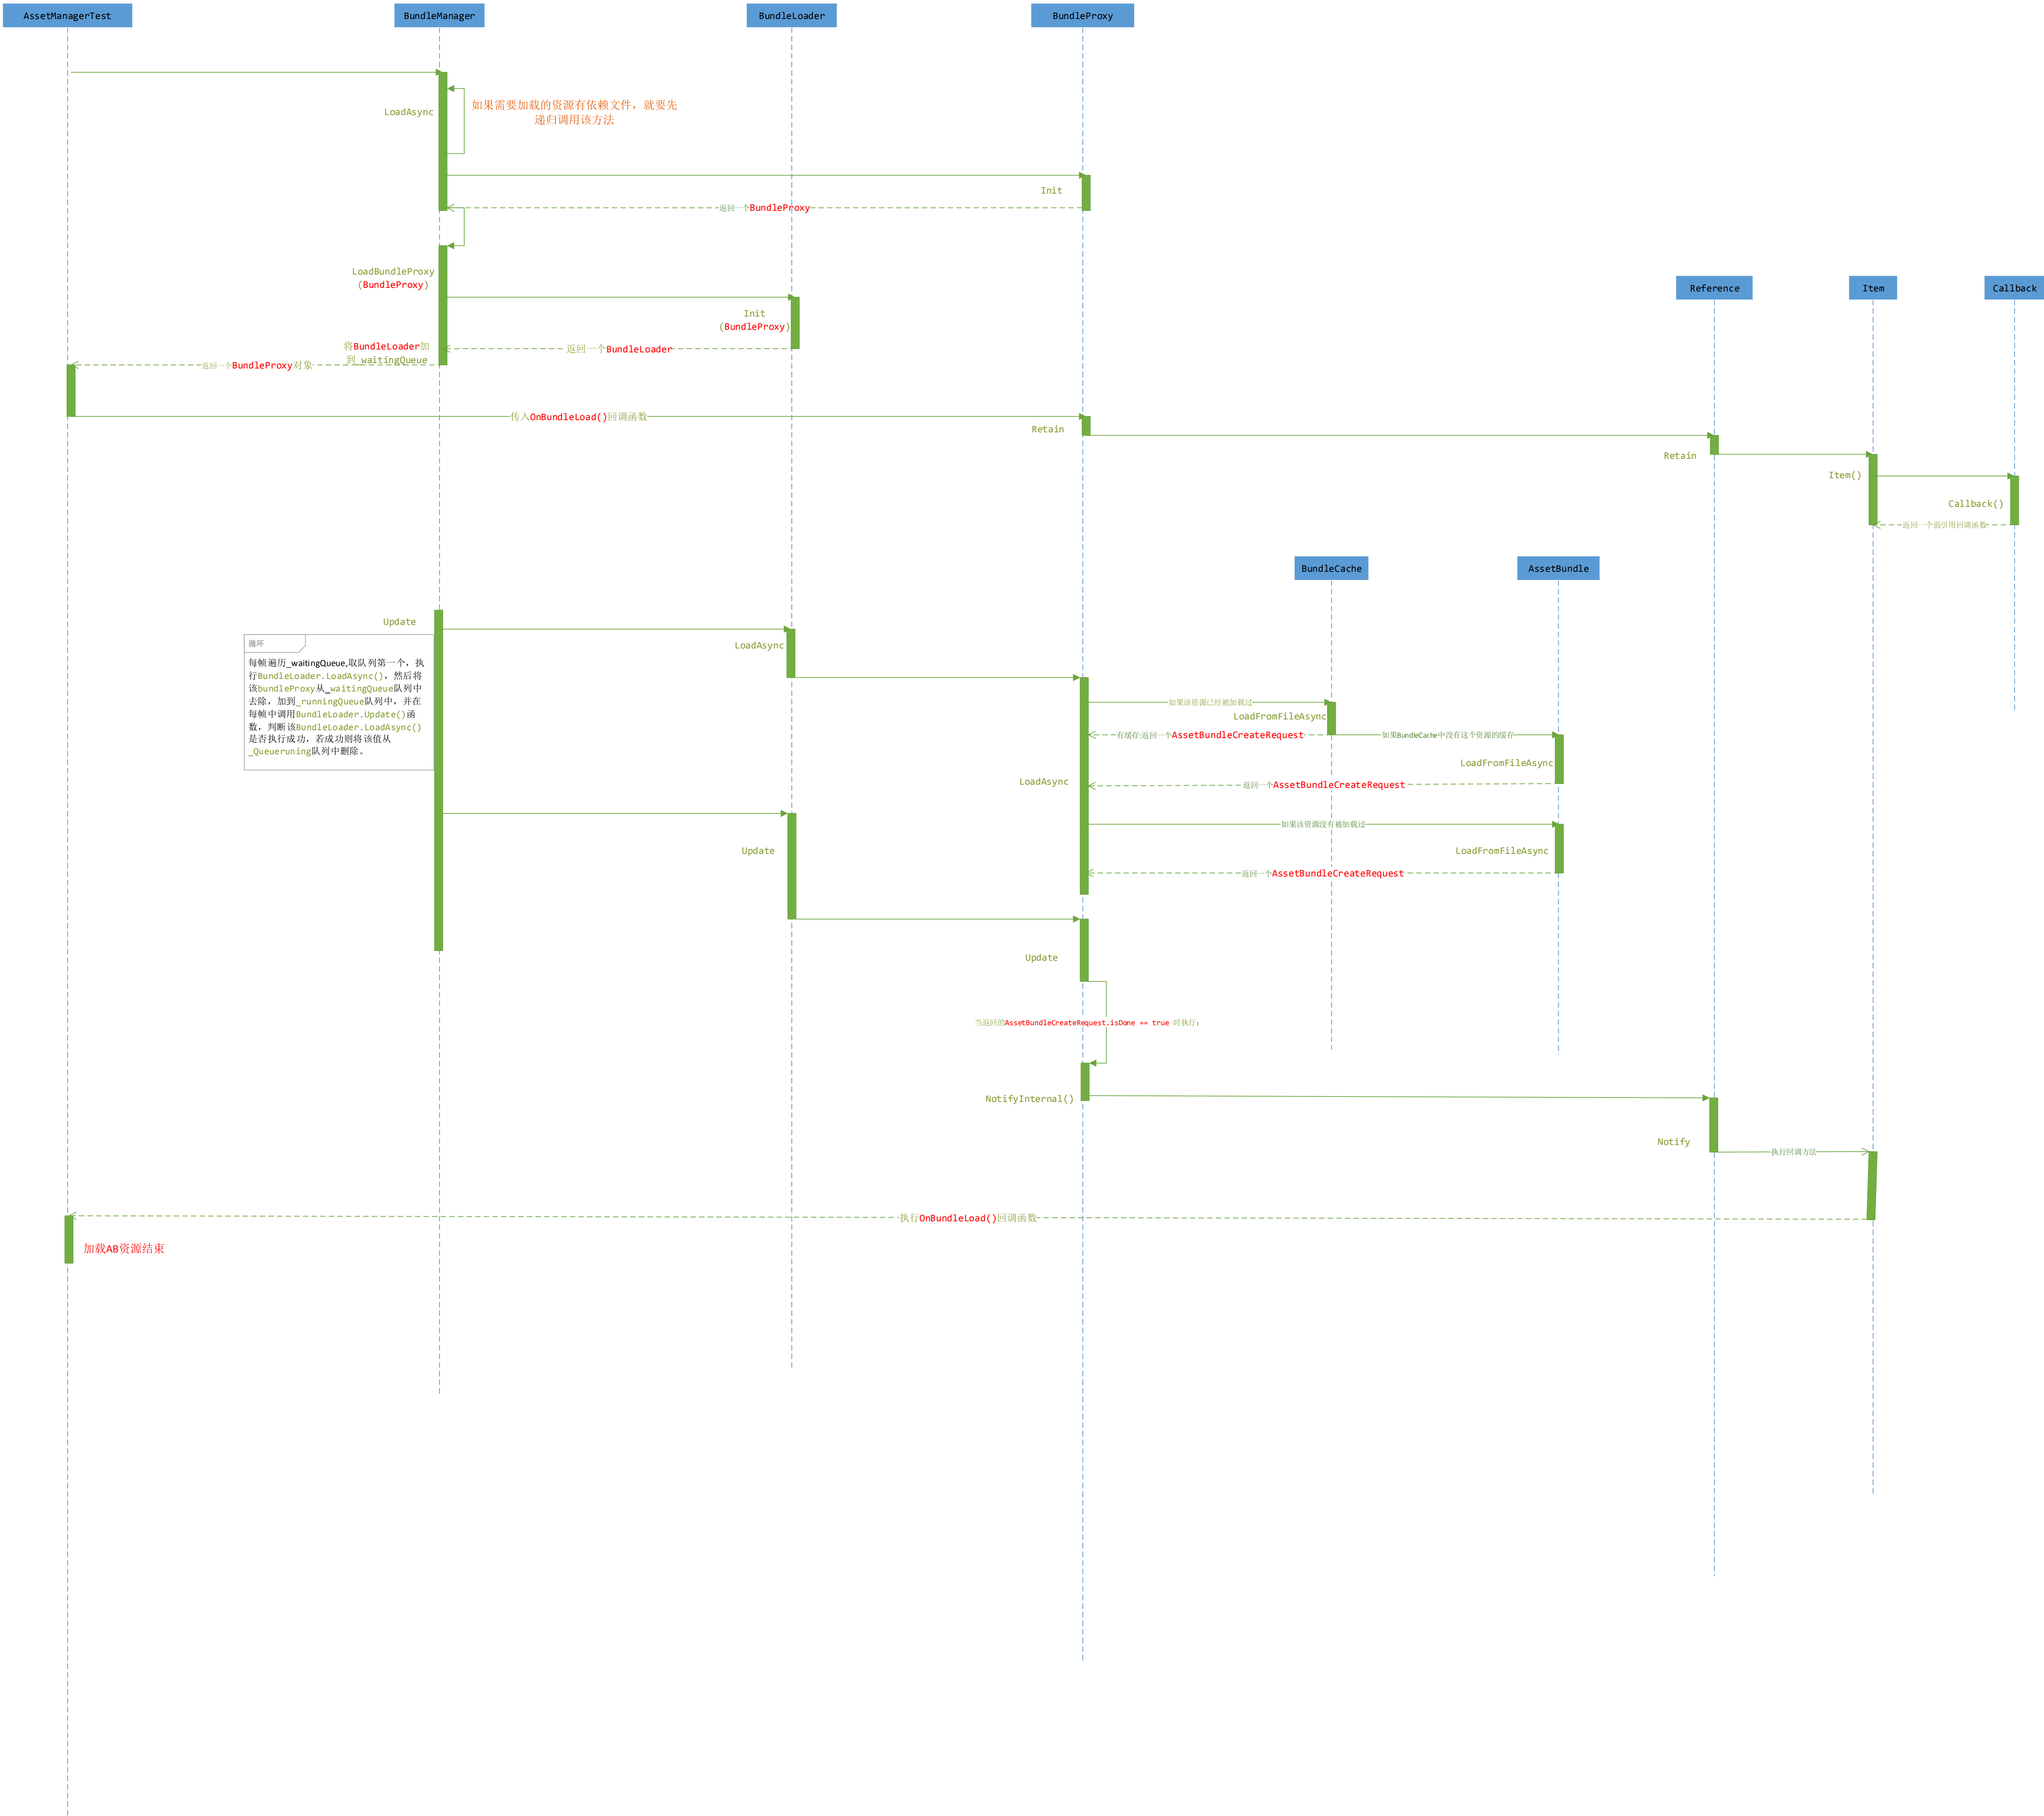 AssetManagerTest
BundleManager
BundleLoader
BundleProxy
LoadAsync
如果需要加载的资源有依赖文件，就要先
递归调用该方法
Init
返回一个BundleProxy
LoadBundleProxy
(BundleProxy)
Reference
Item
Callback
Init
(BundleProxy)
将BundleLoader加
到_waitingQueue
返回一个BundleLoader
返回一个BundleProxy对象
传入OnBundleLoad()回调函数
Retain
Retain
Item()
Callback()
返回一个弱引用回调函数
BundleCache
AssetBundle
Update
循环
每帧遍历_waitingQueue,取队列第一个，执
行BundleLoader.LoadAsync()，然后将
该bundleProxy从_waitingQueue队列中
去除，加到_runningQueue队列中，并在
每帧中调用BundleLoader.Update()函
数，判断该BundleLoader.LoadAsync()
是否执行成功，若成功则将该值从
_Queueruning队列中删除。
LoadAsync
如果该资源已经被加载过
LoadFromFileAsync
有缓存:返回一个AssetBundleCreateRequest
如果BundleCache中没有这个资源的缓存
LoadFromFileAsync
LoadAsync
返回一个AssetBundleCreateRequest
如果该资源没有被加载过
Update
LoadFromFileAsync
返回一个AssetBundleCreateRequest
Update
当返回的AssetBundleCreateRequest.isDone == true 时执行：
NotifyInternal()
Notify
执行回调方法
执行OnBundleLoad()回调函数
加载AB资源结束